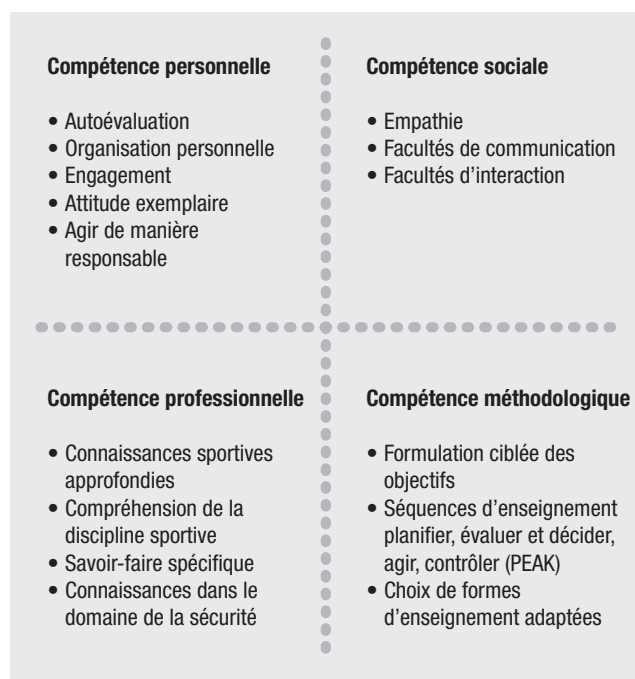 Compétence personnelle
• Autoévaluation
• Organisation personnelle
• Engagement
• Attitude exemplaire
• Agir de manière
responsable
Compétence sociale
• Empathie
• Facultés de communication
• Facultés d'interaction
Compétence professionnelle
• Connaissances sportives
approfondies
• Compréhension de la
discipline sportive
• Savoir-faire spécifique
• Connaissances dans le
domaine de la sécurité
Compétence méthodologique
• Formulation ciblée des
objectifs
• Séquences d'enseignement
planifier, évaluer et décider,
agir, contrôler (PEAK)
• Choix de formes
d'enseignement adaptées